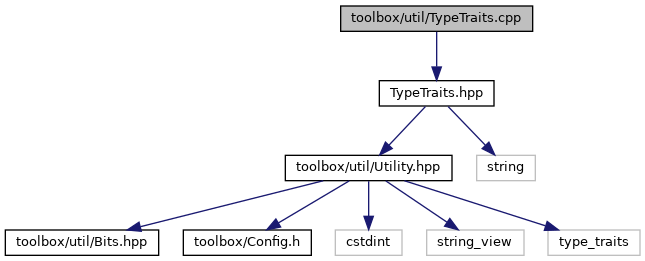 toolbox/util/TypeTraits.cpp
TypeTraits.hpp
toolbox/util/Utility.hpp
string
toolbox/util/Bits.hpp
toolbox/Config.h
cstdint
string_view
type_traits